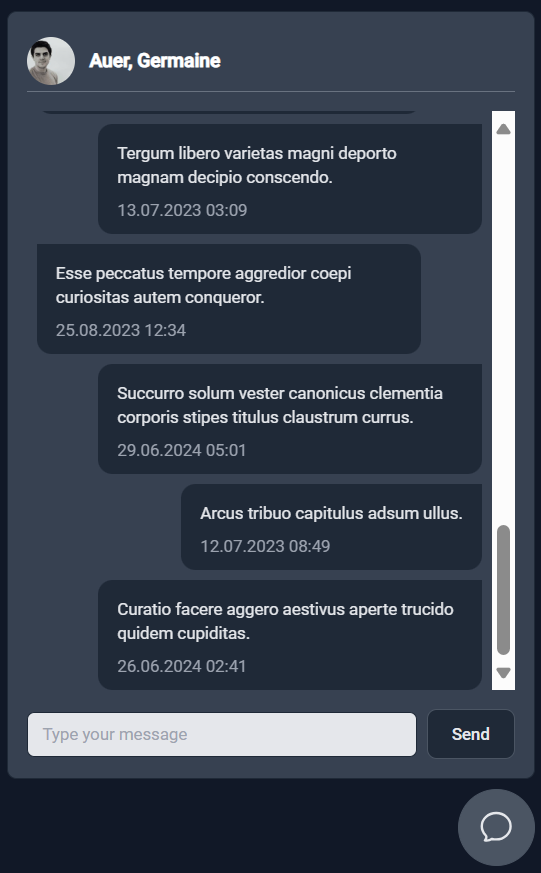 Auer, Germaine
Tergum libero varietas magni deporto
magnam decipio conscendo.
13.07.2023 03:09
Esse peccatus tempore aggredior coepi
curiositas autem conqueror.
25.08.2023 12:34
Succurro solum vester canonicus clementia
corporis stipes titulus claustrum currus.
29.06.2024 05:01
Arcus tribuo capitulus adsum ullus.
12.07.2023 08:49
Curatio facere aggero aestivus aperte trucido
quidem cupiditas.
26.06.2024 02:41
Type your message
Send